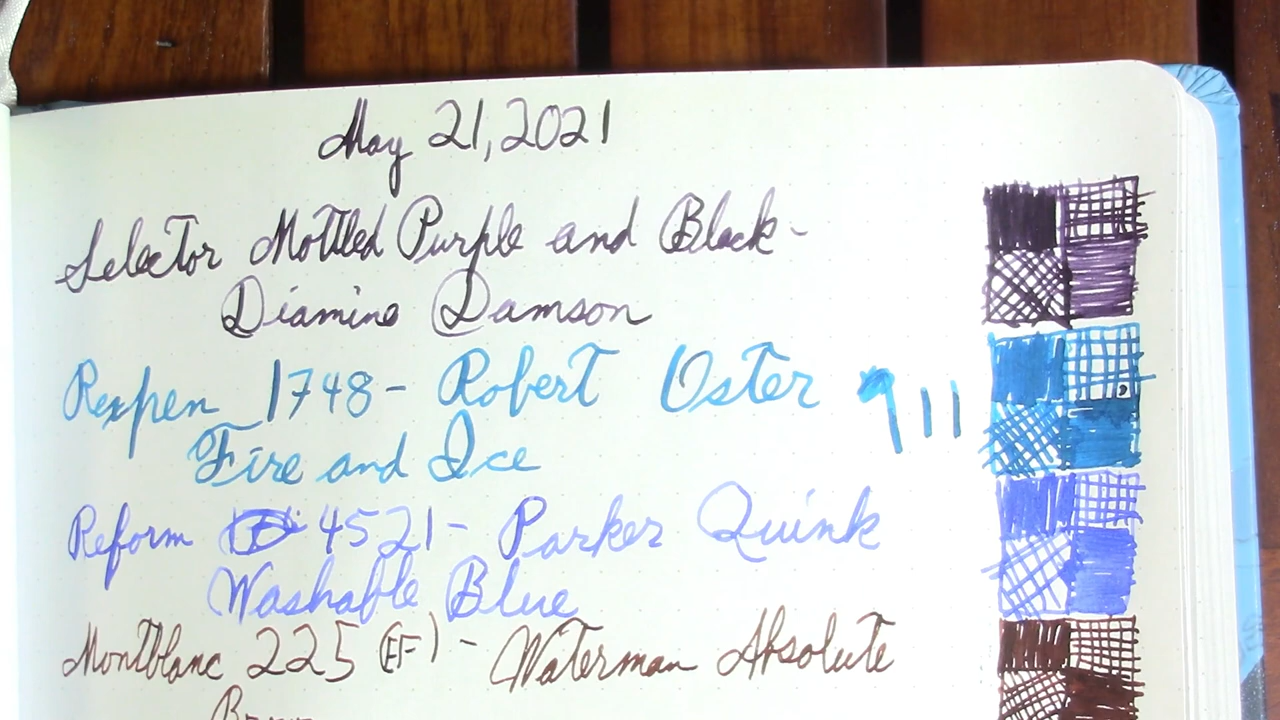 May 21, 2021
Selector Mottled Purple and Black-
Diamine Damson
Rexpen 1748- Robert Oster 911
Fire and Ice
Reform 4521- Parker Quink
Washable Blue
Montblanc 225 (EF) - Waterman Absolute